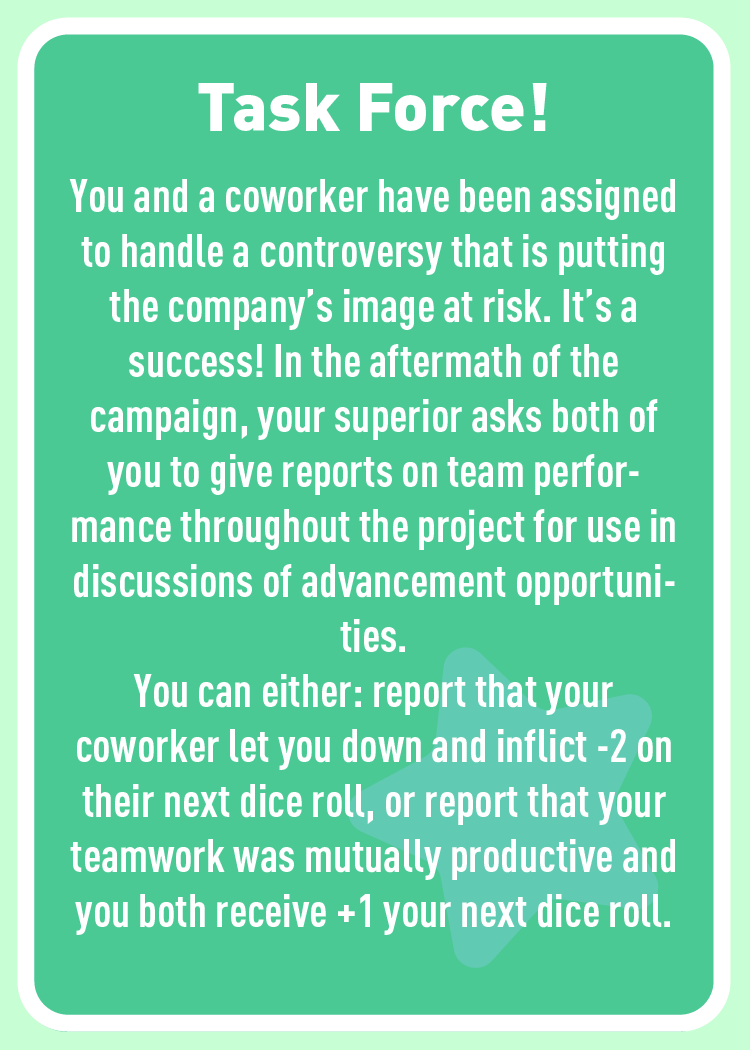 Task Force!
You and a coworker have been assigned
to handle a controversy that is putting
the company’s image at risk. It’s a
success! In the aftermath of the
campaign, your superior asks both of
you to give reports on team perfor-
mance throughout the project for use in
discussions of advancement opportuni-
ties.
You can either: report that your
coworker let you down and inflict -2 on
their next dice roll, or report that your
teamwork was mutually productive and
you both receive +1 your next dice roll.